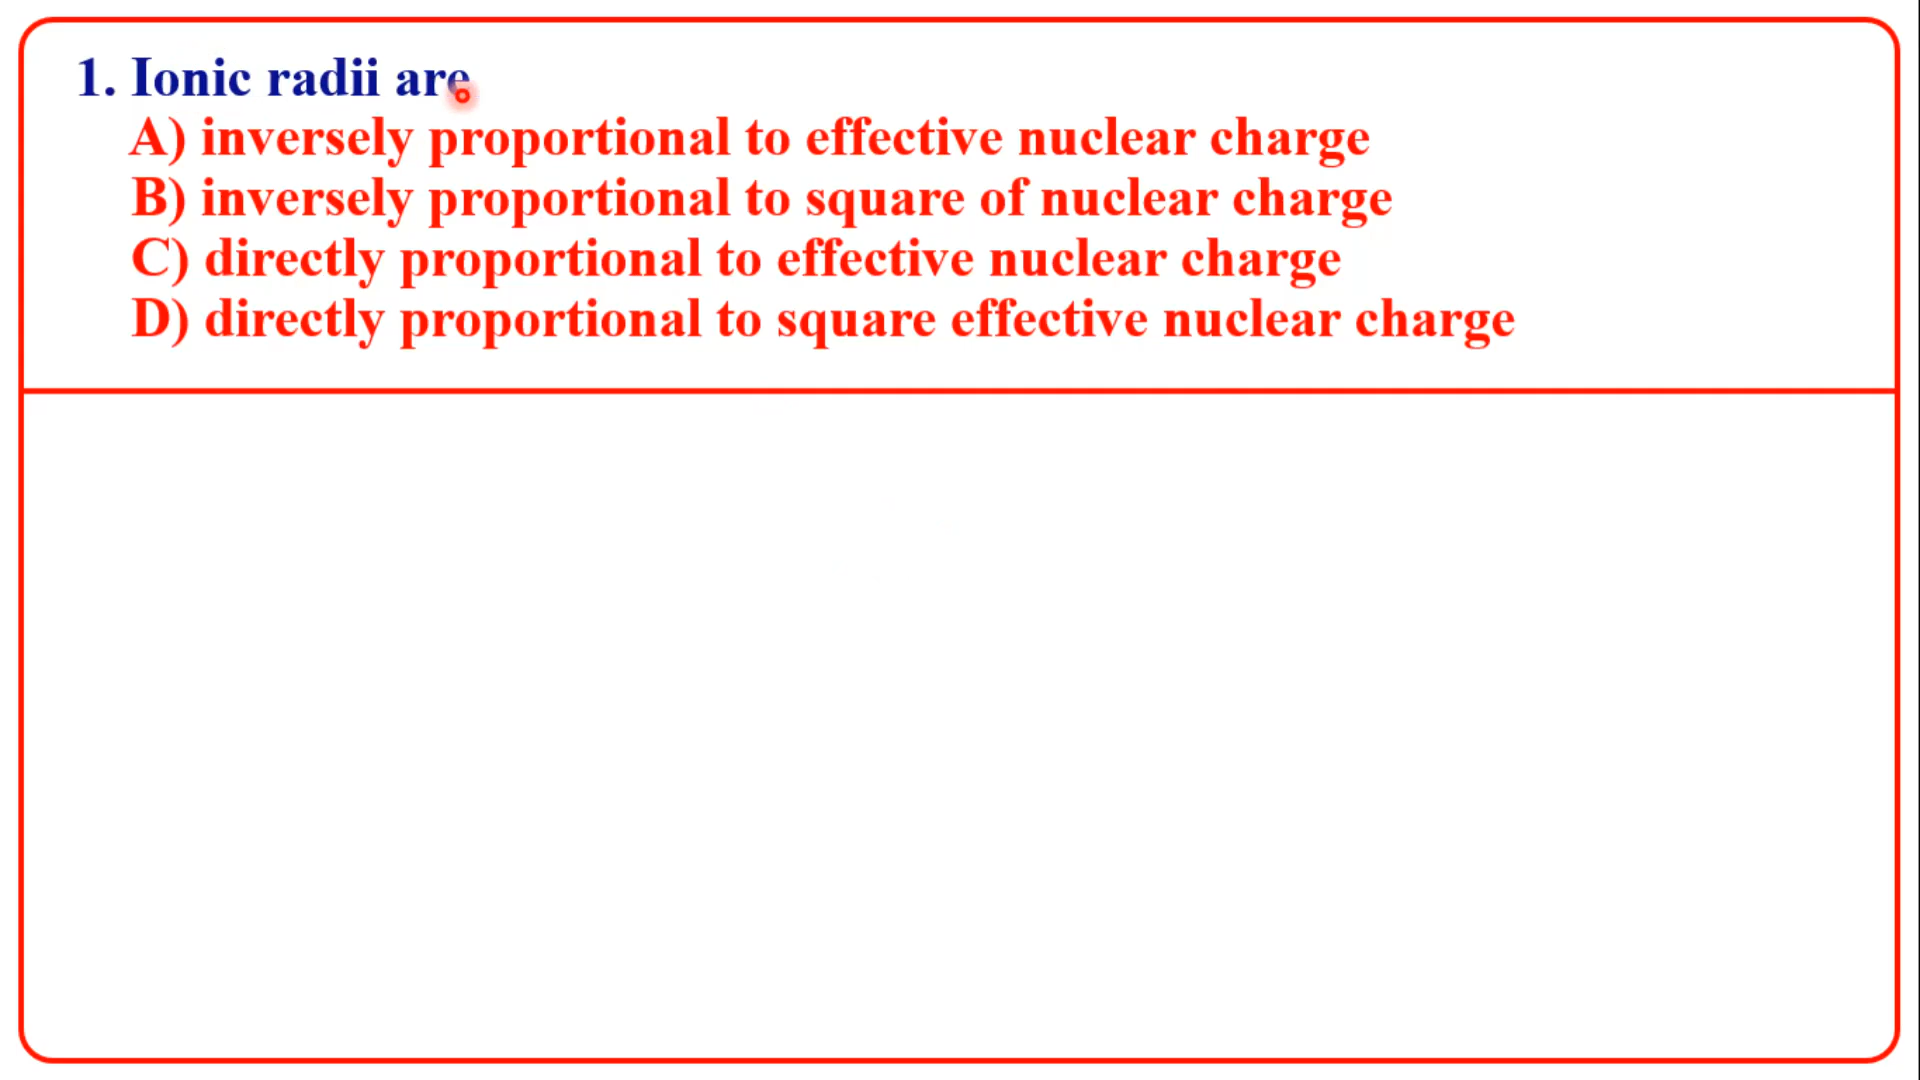 1. Ionic radii are
A) inversely proportional to effective nuclear charge
B) inversely proportional to square of nuclear charge
C) directly proportional to effective nuclear charge
D) directly proportional to square effective nuclear charge